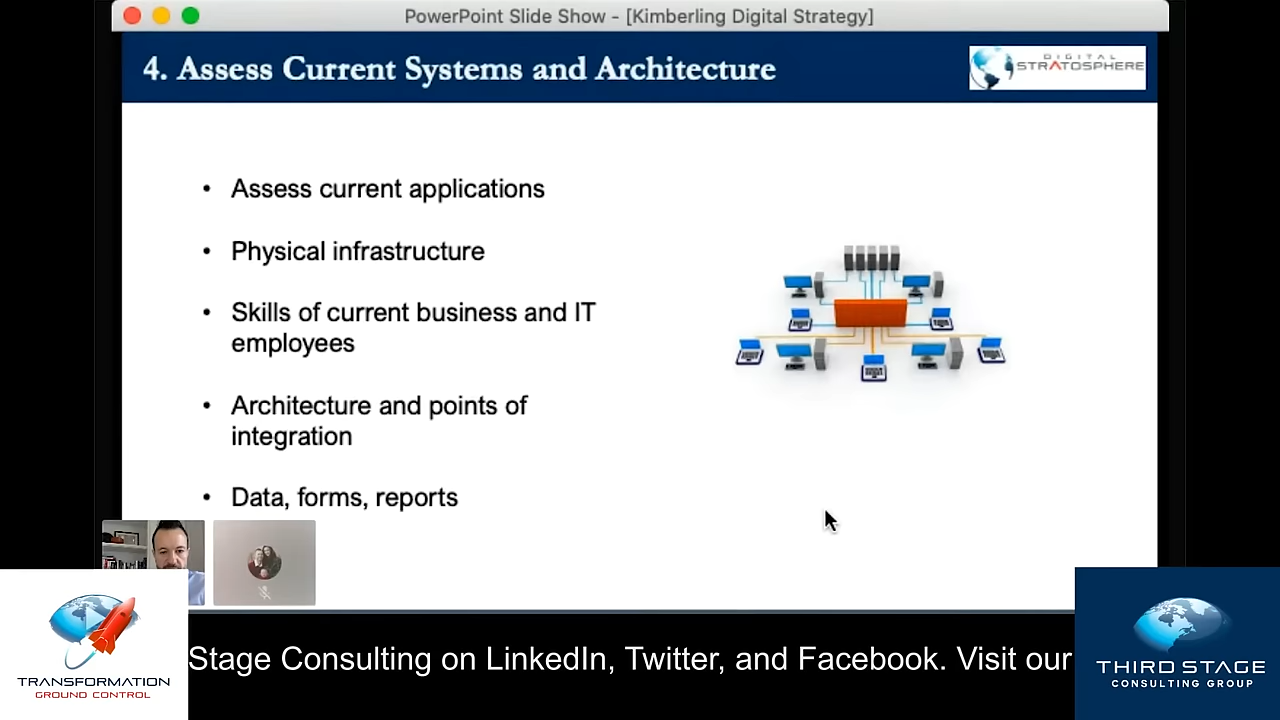 PowerPoint Slide Show - [Kimberling Digital Strategy]
4. Assess Current Systems and Architecture
DIGITAL
STRATOSPHERE
• Assess current applications
• Physical infrastructure
• Skills of current business and IT
employees
• Architecture and points of
integration
• Data, forms, reports
TRANSFORMATION
GROUND CONTROL
Stage Consulting on LinkedIn, Twitter, and Facebook. Visit our
THIRD STAGE
CONSULTING GROUP